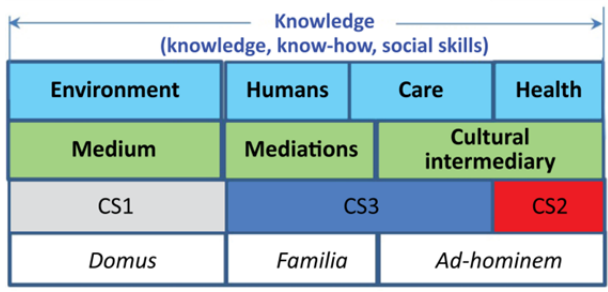 Knowledge
(knowledge, know-how, social skills)
Environment Humans Care Health
Medium Mediations Cultural intermediary
CS1 CS3 CS2
Domus Familia Ad-hominem